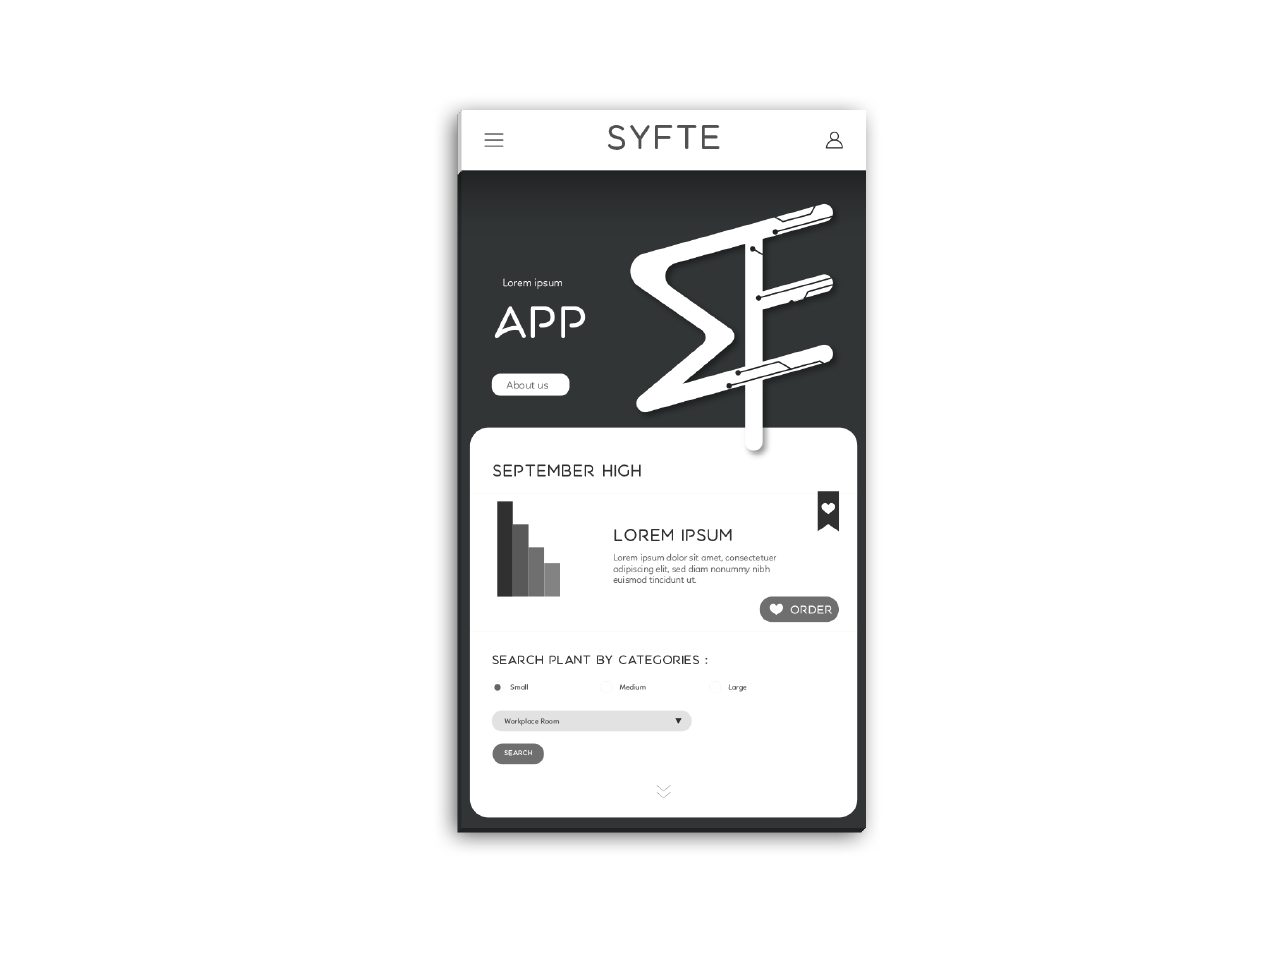 SYFTE
Lorem ipsum
APP
About us
SEPTEMBER HIGH
LOREM IPSUM
Lorem ipsum dolor sit amet, consectetuer
adipiscing elit, sed diam nonummy nibh
euismod tincidunt ut.
ORDER
SEARCH PLANT BY CATEGORIES :
Small
Medium
Large
Workplace Room
SEARCH